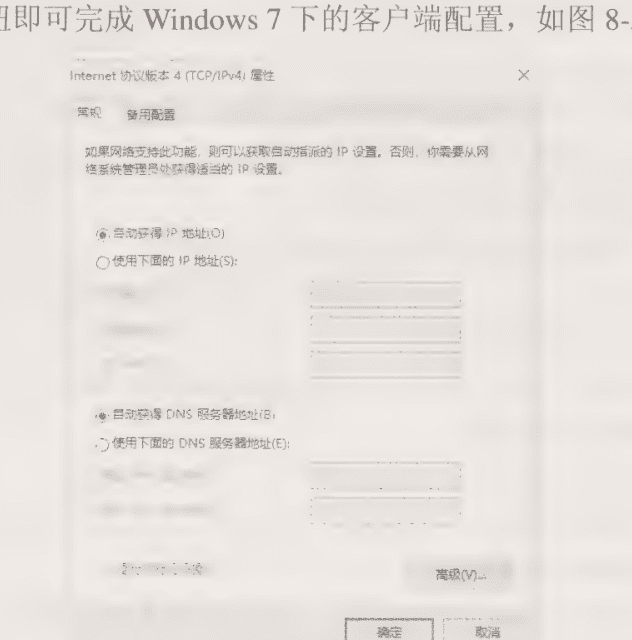 钮即可完成 Windows 7 下的客户端配置，如图 8-
Internet 协议版本 4 (TCP/IPv4) 属性
常规 备用配置
如果网络支持此功能，则可以获取自动指派的 IP 设置。否则，你需要从网
络系统管理员处获得适当的 IP 设置。
自动获得 IP 地址(O)
使用下面的 IP 地址(S):
自动获得 DNS 服务器地址(B)
使用下面的 DNS 服务器地址(E):
高级(V)...
确定 取消